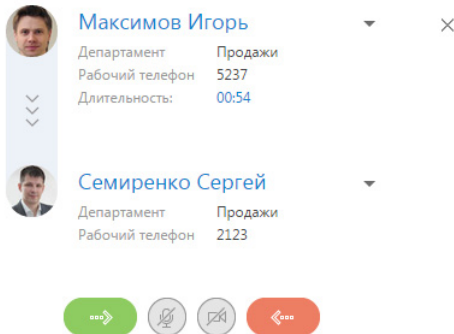 Максимов Игорь
Департамент Продажи
Рабочий телефон 5237
Длительность: 00:54
Семиренко Сергей
Департамент Продажи
Рабочий телефон 2123